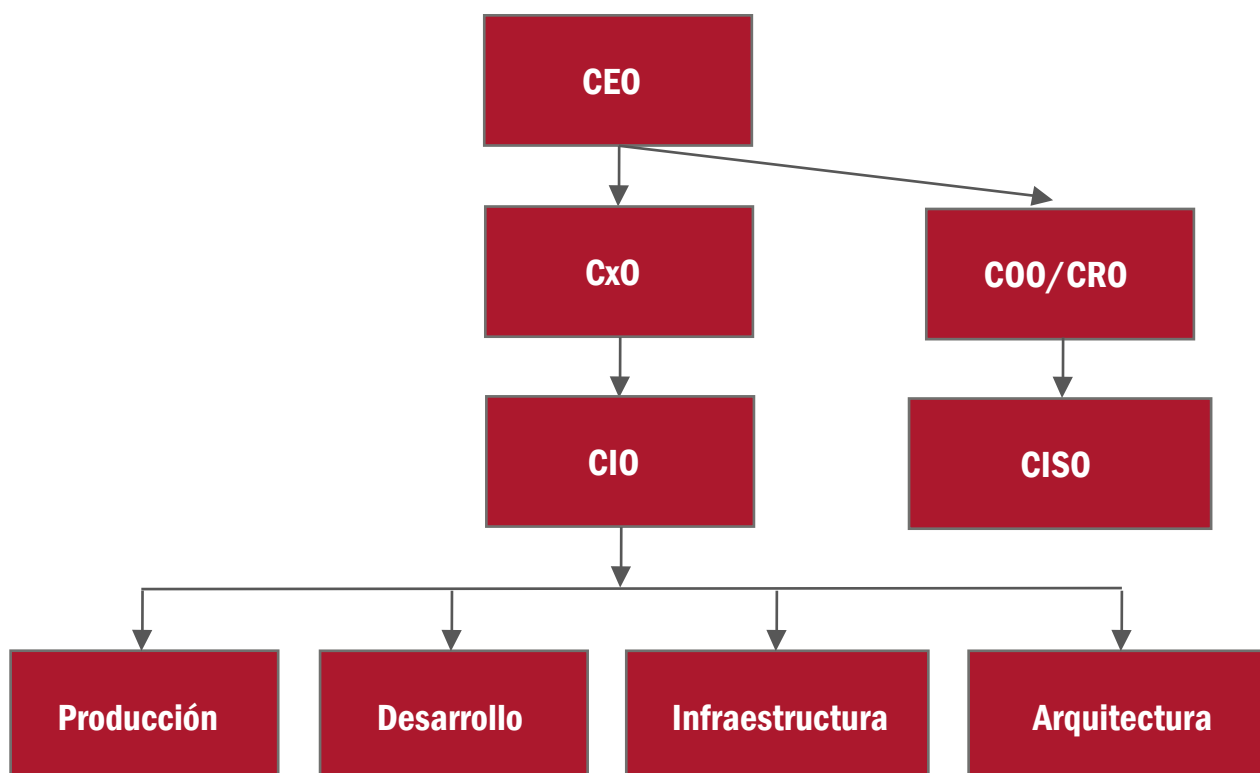 CEO
CxO
COO/CRO
CIO
CISO
Producción
Desarrollo
Infraestructura
Arquitectura